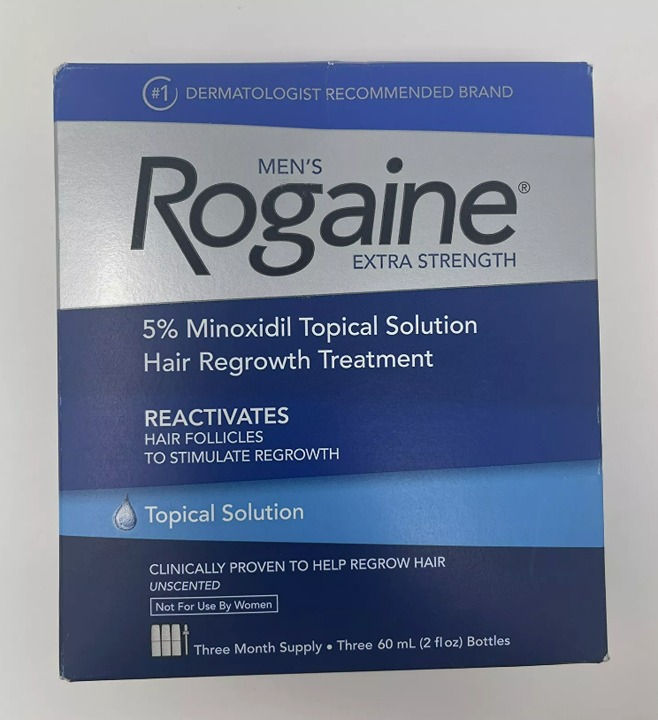 #1 DERMATOLOGIST RECOMMENDED BRAND
MEN'S
Rogaine®
EXTRA STRENGTH
5% Minoxidil Topical Solution
Hair Regrowth Treatment
REACTIVATES
HAIR FOLLICLES
TO STIMULATE REGROWTH
Topical Solution
CLINICALLY PROVEN TO HELP REGROW HAIR
UNSCENTED
Not For Use By Women
Three Month Supply • Three 60 mL (2 fl oz) Bottles